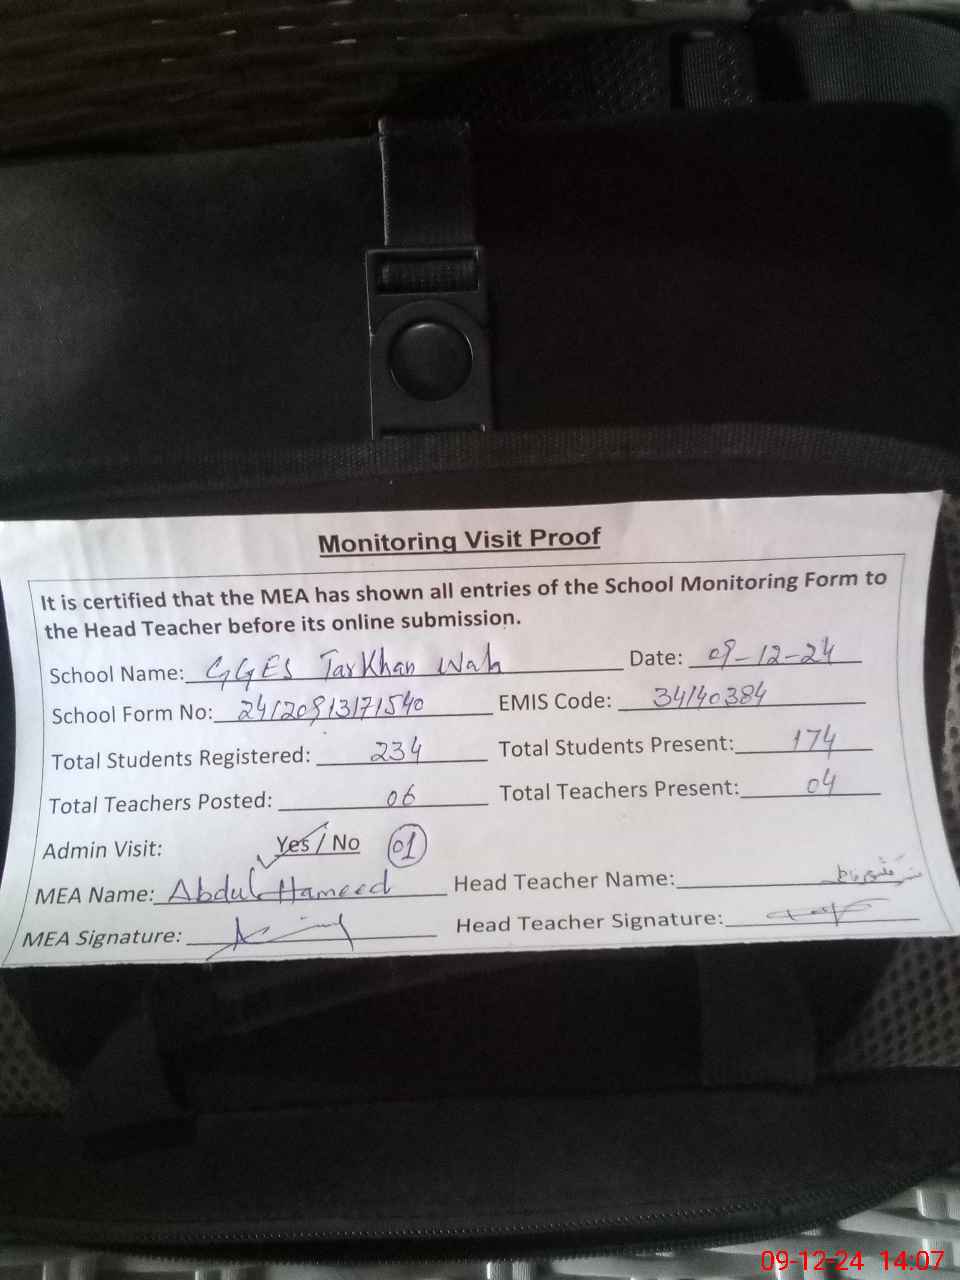 Monitoring Visit Proof
It is certified that the MEA has shown all entries of the School Monitoring Form to
the Head Teacher before its online submission.
School Name: GGES Tarkhan Wah Date: 09-12-24
School Form No: 24120913171540 EMIS Code: 34140384
Total Students Registered: 234 Total Students Present: 174
Total Teachers Posted: 06 Total Teachers Present: 04
Admin Visit: Yes / No 01
MEA Name: Abdul Hameed Head Teacher Name:
MEA Signature: Head Teacher Signature:
09-12-24 14:07